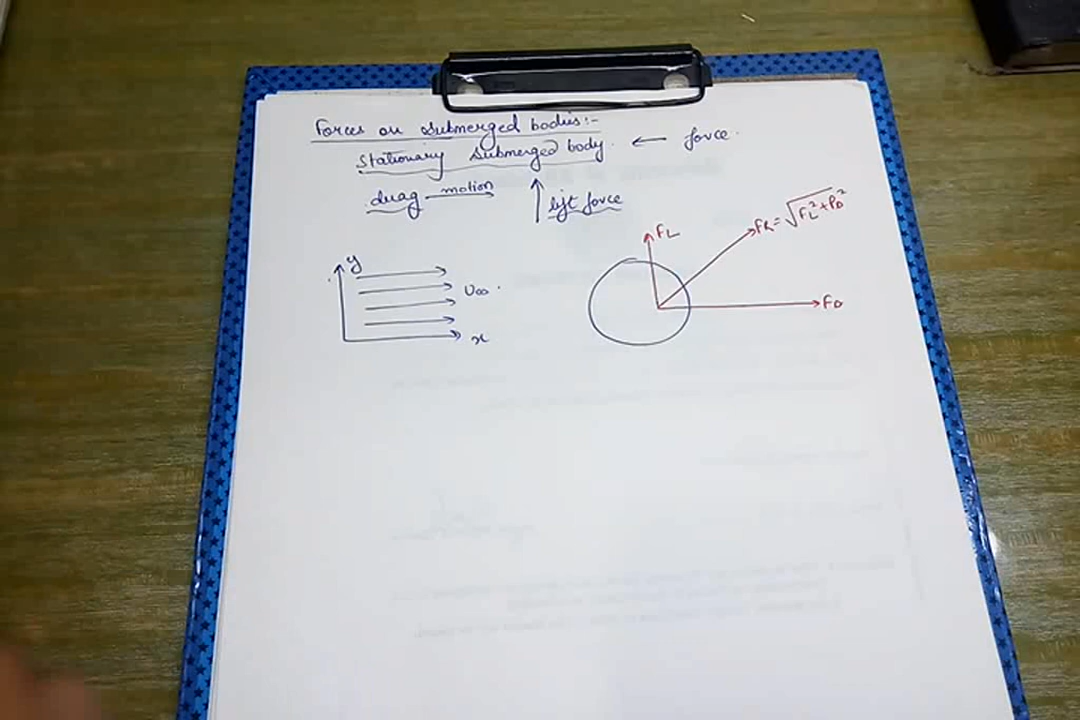 Forces on Submerged bodies:-
Stationary Submerged body. ← force.
drag motion → ↑ lift force
FL
FR = √FL²+FD²
y
U∞.
FD
x